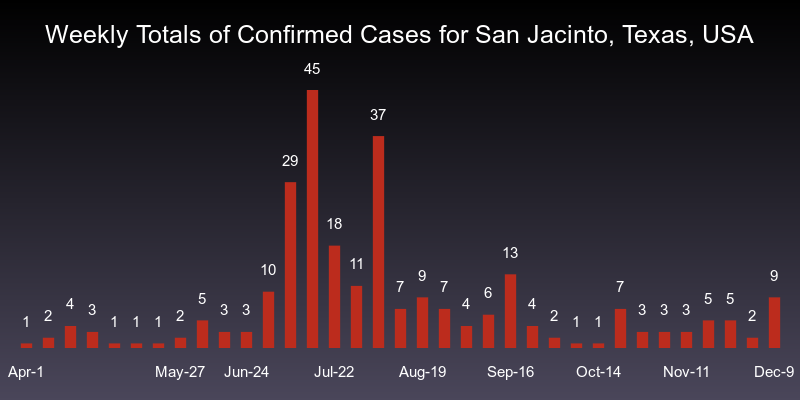 Weekly Totals of Confirmed Cases for San Jacinto, Texas, USA
1 2 4 3 1 1 1 2 5 3 3 10 29 45 18 11 37 7 9 7 4 6 13 4 2 1 1 7 3 3 3 5 5 2 9
Apr-1 May-27 Jun-24 Jul-22 Aug-19 Sep-16 Oct-14 Nov-11 Dec-9